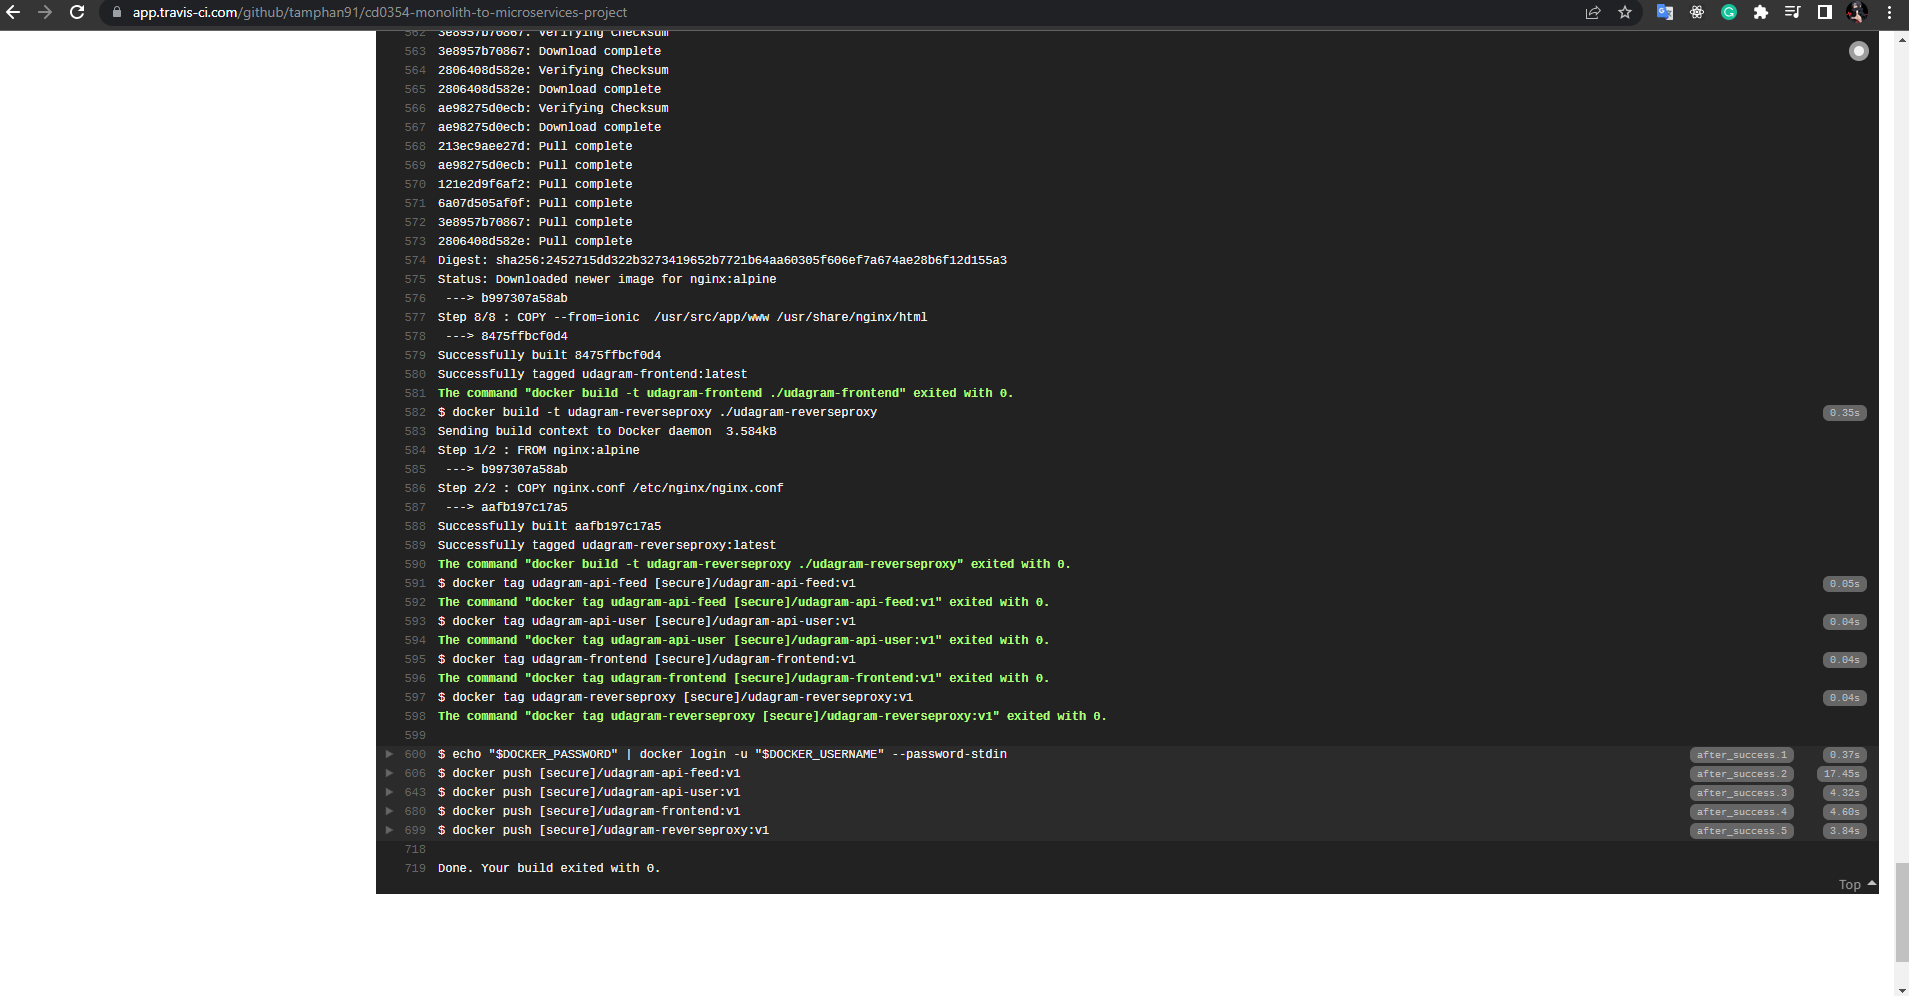 app.travis-ci.com/github/tamphan91/cd0354-monolith-to-microservices-project
562 3e8957b70867: Verifying Checksum
563 3e8957b70867: Download complete
564 2806408d582e: Verifying Checksum
565 2806408d582e: Download complete
566 ae98275d0ecb: Verifying Checksum
567 ae98275d0ecb: Download complete
568 213ec9aee27d: Pull complete
569 ae98275d0ecb: Pull complete
570 121e2d9f6af2: Pull complete
571 6a07d505af0f: Pull complete
572 3e8957b70867: Pull complete
573 2806408d582e: Pull complete
574 Digest: sha256:2452715dd322b3273419652b7721b64aa60305f606ef7a674ae28b6f12d155a3
575 Status: Downloaded newer image for nginx:alpine
576 ---> b997307a58ab
577 Step 8/8 : COPY --from=ionic  /usr/src/app/www /usr/share/nginx/html
578 ---> 8475ffbcf0d4
579 Successfully built 8475ffbcf0d4
580 Successfully tagged udagram-frontend:latest
581 The command "docker build -t udagram-frontend ./udagram-frontend" exited with 0.
582 $ docker build -t udagram-reverseproxy ./udagram-reverseproxy 0.35s
583 Sending build context to Docker daemon  3.584kB
584 Step 1/2 : FROM nginx:alpine
585 ---> b997307a58ab
586 Step 2/2 : COPY nginx.conf /etc/nginx/nginx.conf
587 ---> aafb197c17a5
588 Successfully built aafb197c17a5
589 Successfully tagged udagram-reverseproxy:latest
590 The command "docker build -t udagram-reverseproxy ./udagram-reverseproxy" exited with 0.
591 $ docker tag udagram-api-feed [secure]/udagram-api-feed:v1 0.05s
592 The command "docker tag udagram-api-feed [secure]/udagram-api-feed:v1" exited with 0.
593 $ docker tag udagram-api-user [secure]/udagram-api-user:v1 0.04s
594 The command "docker tag udagram-api-user [secure]/udagram-api-user:v1" exited with 0.
595 $ docker tag udagram-frontend [secure]/udagram-frontend:v1 0.04s
596 The command "docker tag udagram-frontend [secure]/udagram-frontend:v1" exited with 0.
597 $ docker tag udagram-reverseproxy [secure]/udagram-reverseproxy:v1 0.04s
598 The command "docker tag udagram-reverseproxy [secure]/udagram-reverseproxy:v1" exited with 0.
599
600 $ echo "$DOCKER_PASSWORD" | docker login -u "$DOCKER_USERNAME" --password-stdin after_success.1 0.37s
606 $ docker push [secure]/udagram-api-feed:v1 after_success.2 17.45s
643 $ docker push [secure]/udagram-api-user:v1 after_success.3 4.32s
680 $ docker push [secure]/udagram-frontend:v1 after_success.4 4.60s
699 $ docker push [secure]/udagram-reverseproxy:v1 after_success.5 3.84s
718
719 Done. Your build exited with 0.
Top